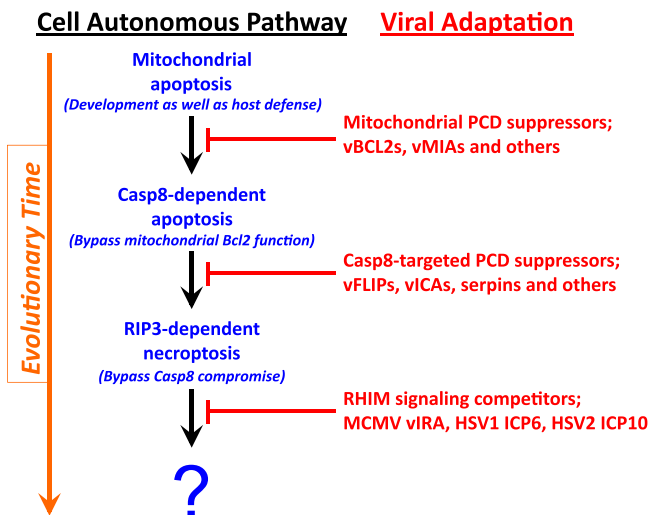 Cell Autonomous Pathway
Viral Adaptation
Mitochondrial
apoptosis
(Development as well as host defense)
Mitochondrial PCD suppressors;
vBCL2s, vMIAs and others
Evolutionary Time
Casp8-dependent
apoptosis
(Bypass mitochondrial Bcl2 function)
Casp8-targeted PCD suppressors;
vFLIPs, vICAs, serpins and others
RIP3-dependent
necroptosis
(Bypass Casp8 compromise)
RHIM signaling competitors;
MCMV vIRA, HSV1 ICP6, HSV2 ICP10
?